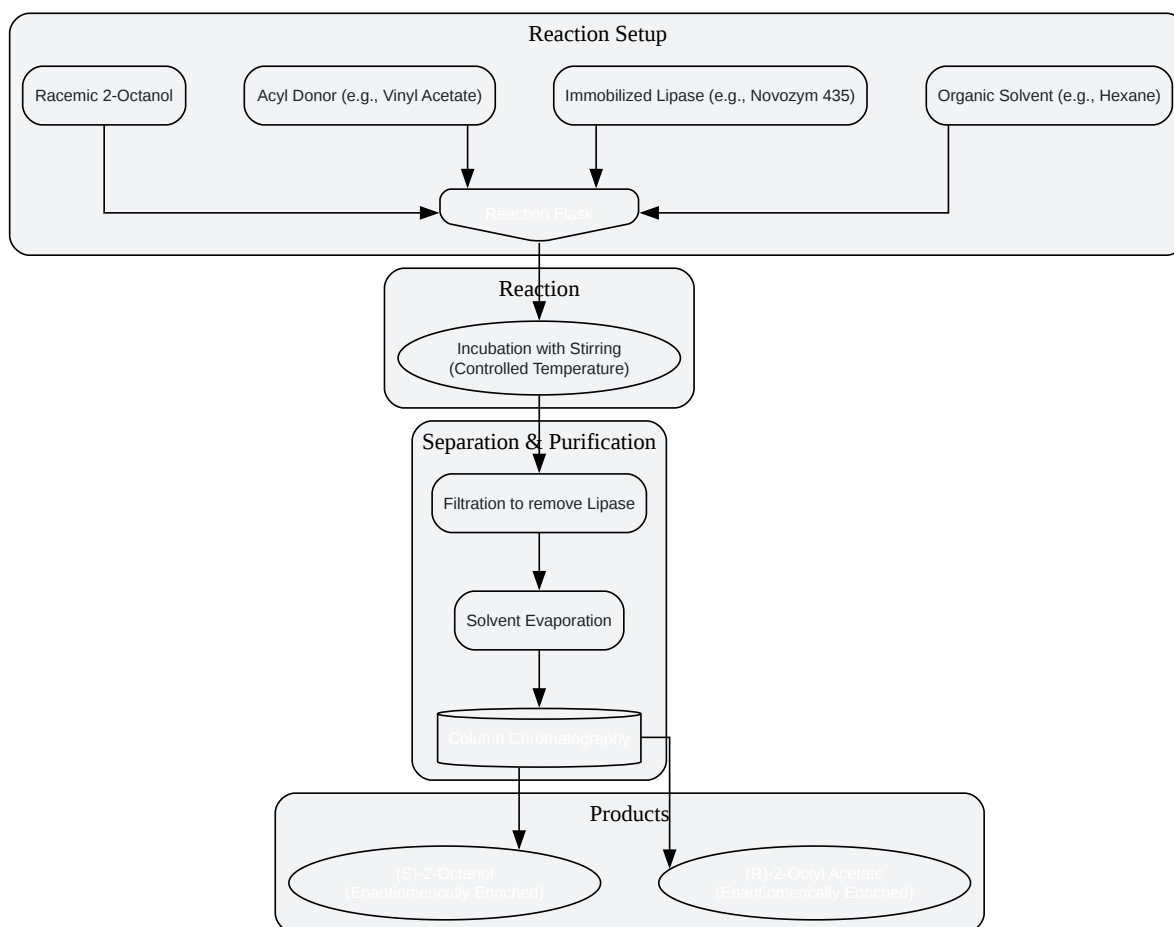 Reaction Setup
Racemic 2-Octanol
Acyl Donor (e.g., Vinyl Acetate)
Immobilized Lipase (e.g., Novozym 435)
Organic Solvent (e.g., Hexane)
Reaction Flask
Reaction
Incubation with Stirring
(Controlled Temperature)
Separation & Purification
Filtration to remove Lipase
Solvent Evaporation
Column Chromatography
Products
(S)-2-Octanol
(Enantiomerically Enriched)
(R)-2-Octyl Acetate
(Enantiomerically Enriched)